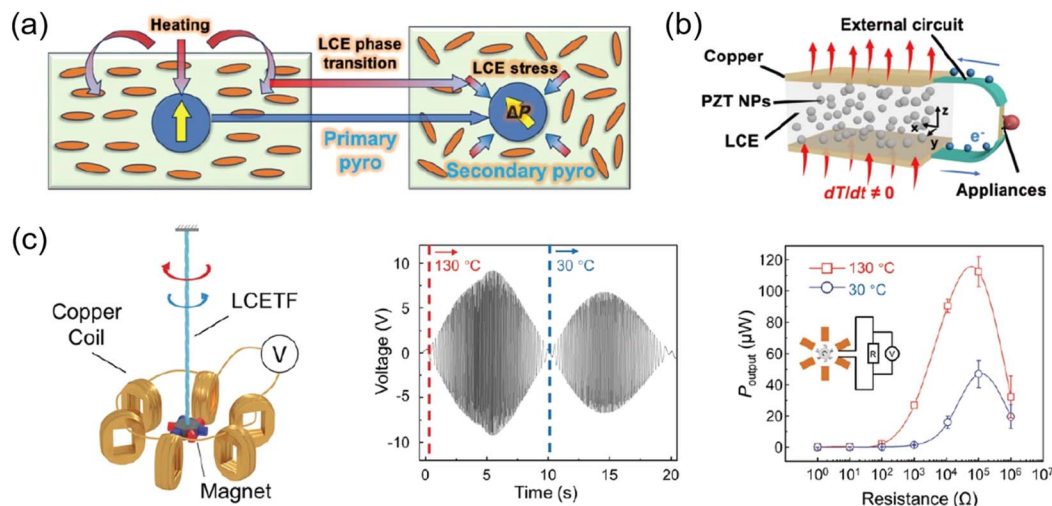 (a)
Heating
LCE phase
transition
LCE stress
ΔP
Primary
pyro
Secondary pyro
(b)
External circuit
Copper
PZT NPs
LCE
z
x
y
e-
dT/dt ≠ 0
Appliances
(c)
Copper
Coil
LCETF
V
Magnet
10
5
0
-5
-10
Voltage (V)
130 °C
30 °C
0
5
10
15
20
Time (s)
120
100
80
60
40
20
0
Poutput (µW)
130 °C
30 °C
R
V
10⁰
10¹
10²
10³
10⁴
10⁵
10⁶
Resistance (Ω)